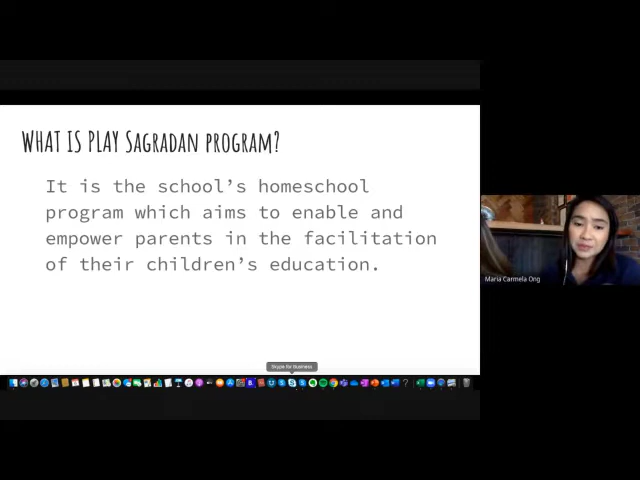 WHAT IS PLAY SAGRADAN PROGRAM?
It is the school's homeschool
program which aims to enable and
empower parents in the facilitation
of their children's education.
Maria Carmela Ong
Skype for Business